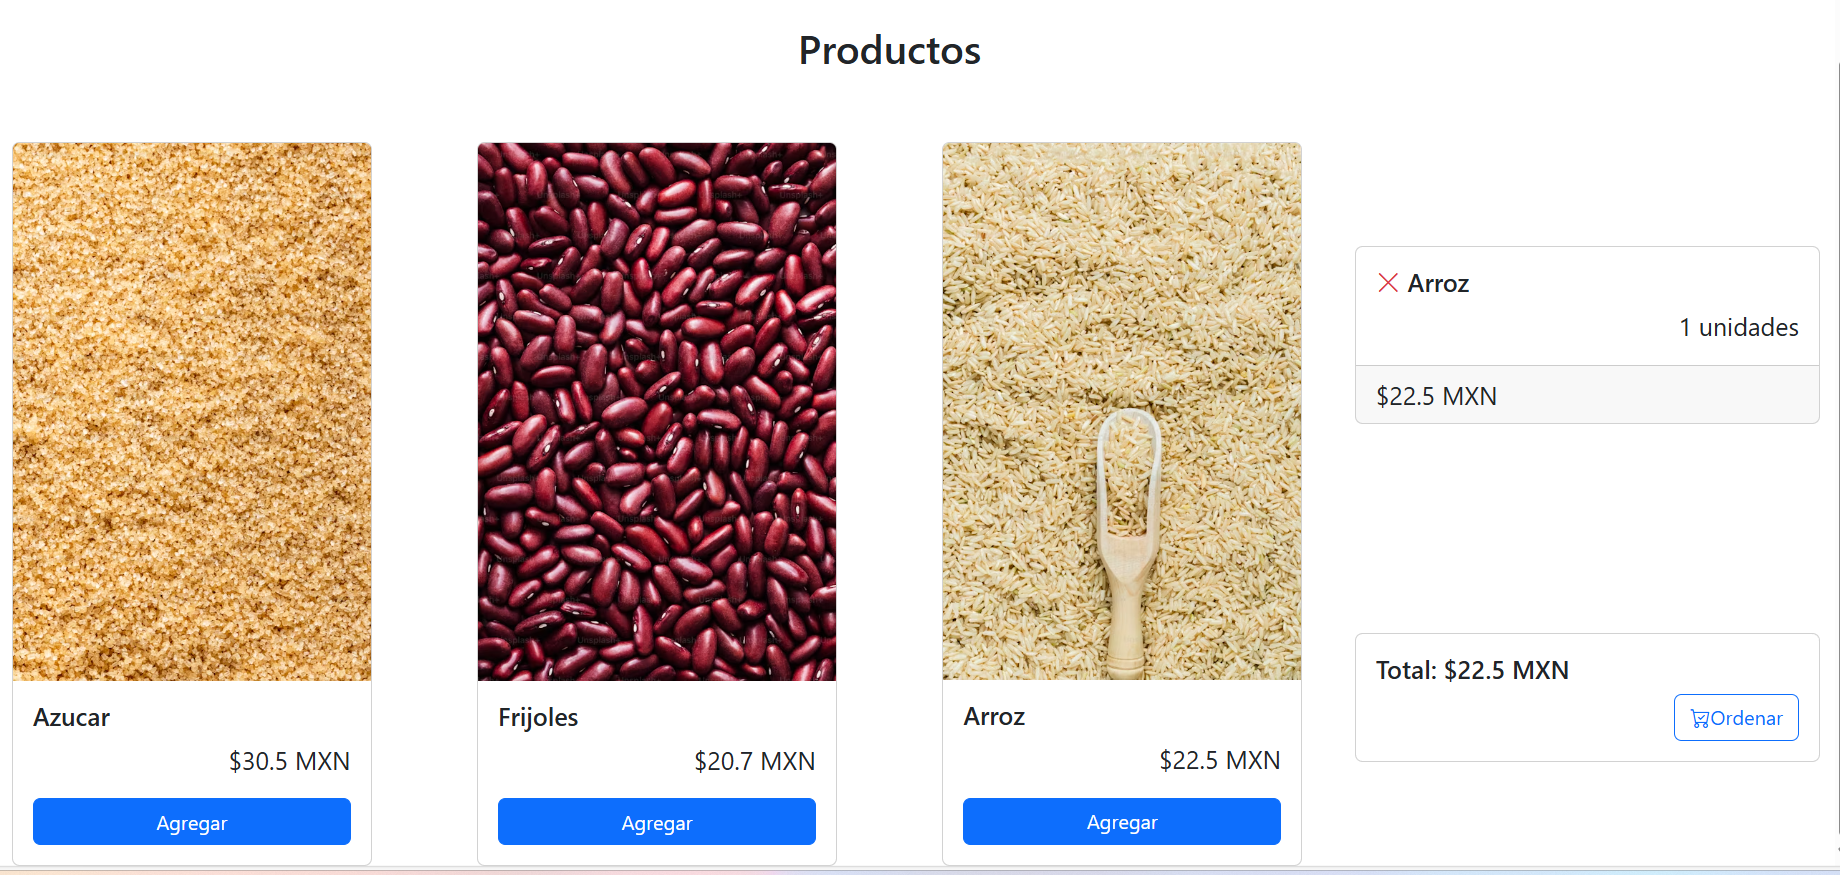 Productos
Azucar
$30.5 MXN
Agregar
Frijoles
$20.7 MXN
Agregar
Arroz
$22.5 MXN
Agregar
Arroz
1 unidades
$22.5 MXN
Total: $22.5 MXN
Ordenar